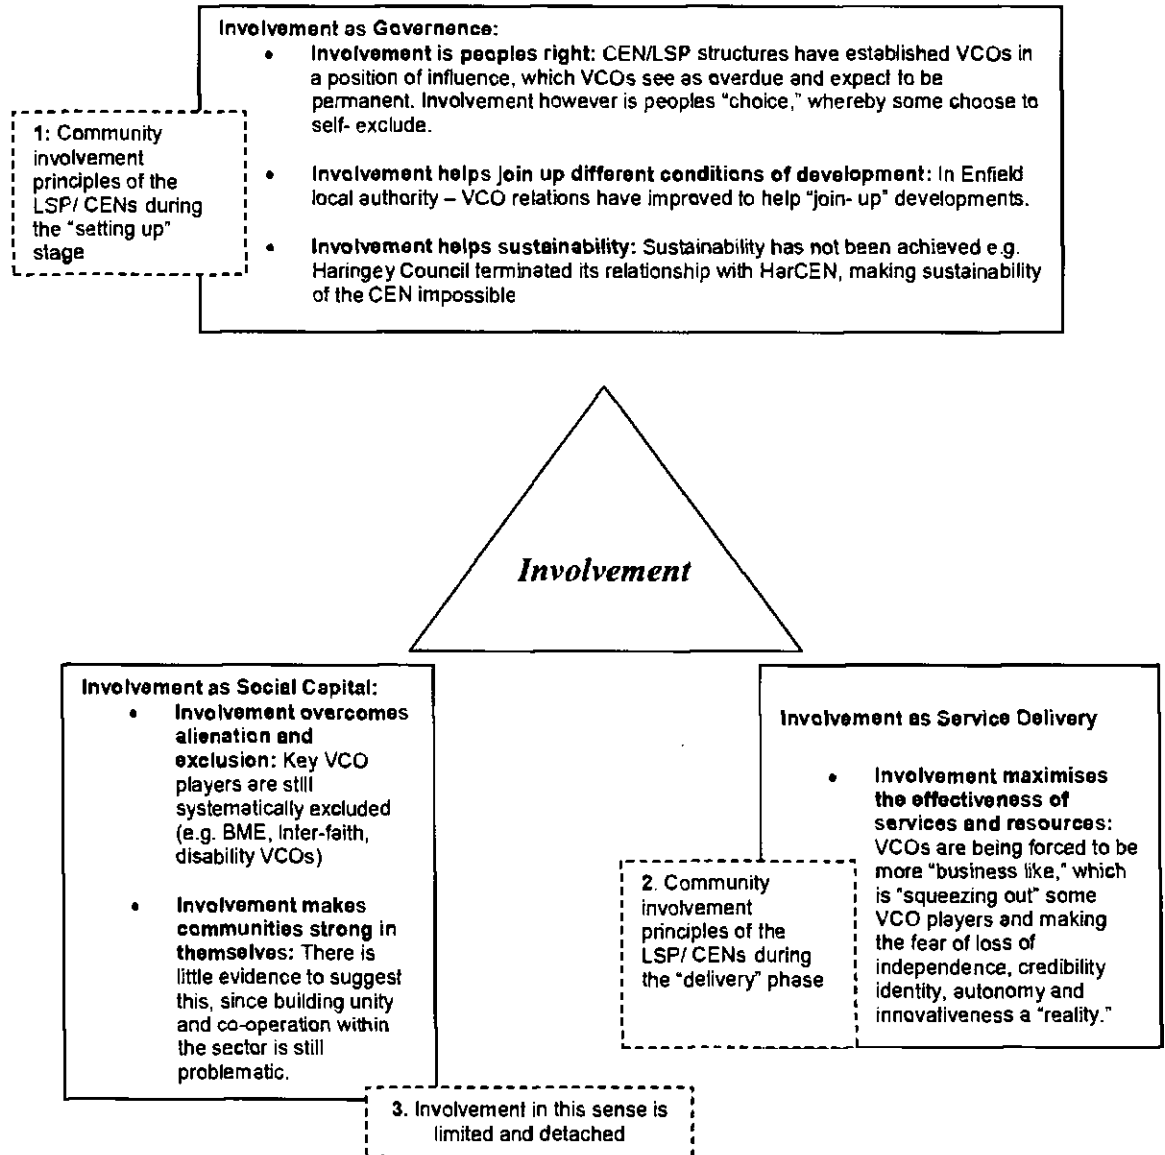 Involvement as Governence:
• Involvement is peoples right: CEN/LSP structures have established VCOs in
a position of influence, which VCOs see as overdue and expect to be
permanent. Involvement however is peoples "choice," whereby some choose to
self- exclude.
• Involvement helps join up different conditions of development: In Enfield
local authority – VCO relations have improved to help "join- up" developments.
• Involvement helps sustainability: Sustainability has not been achieved e.g.
Haringey Council terminated its relationship with HarCEN, making sustainability
of the CEN impossible
1: Community
involvement
principles of the
LSP/ CENs during
the "setting up"
stage
Involvement
Involvement as Social Capital:
• Involvement overcomes
alienation and
exclusion: Key VCO
players are still
systematically excluded
(e.g. BME, Inter-faith,
disability VCOs)
• Involvement makes
communities strong in
themselves: There is
little evidence to suggest
this, since building unity
and co-operation within
the sector is still
problematic.
Involvement as Service Delivery
• Involvement maximises
the effectiveness of
services and resources:
VCOs are being forced to be
more "business like," which
is "squeezing out" some
VCO players and making
the fear of loss of
independence, credibility
identity, autonomy and
innovativeness a "reality."
2. Community
involvement
principles of the
LSP/ CENs during
the "delivery" phase
3. Involvement in this sense is
limited and detached